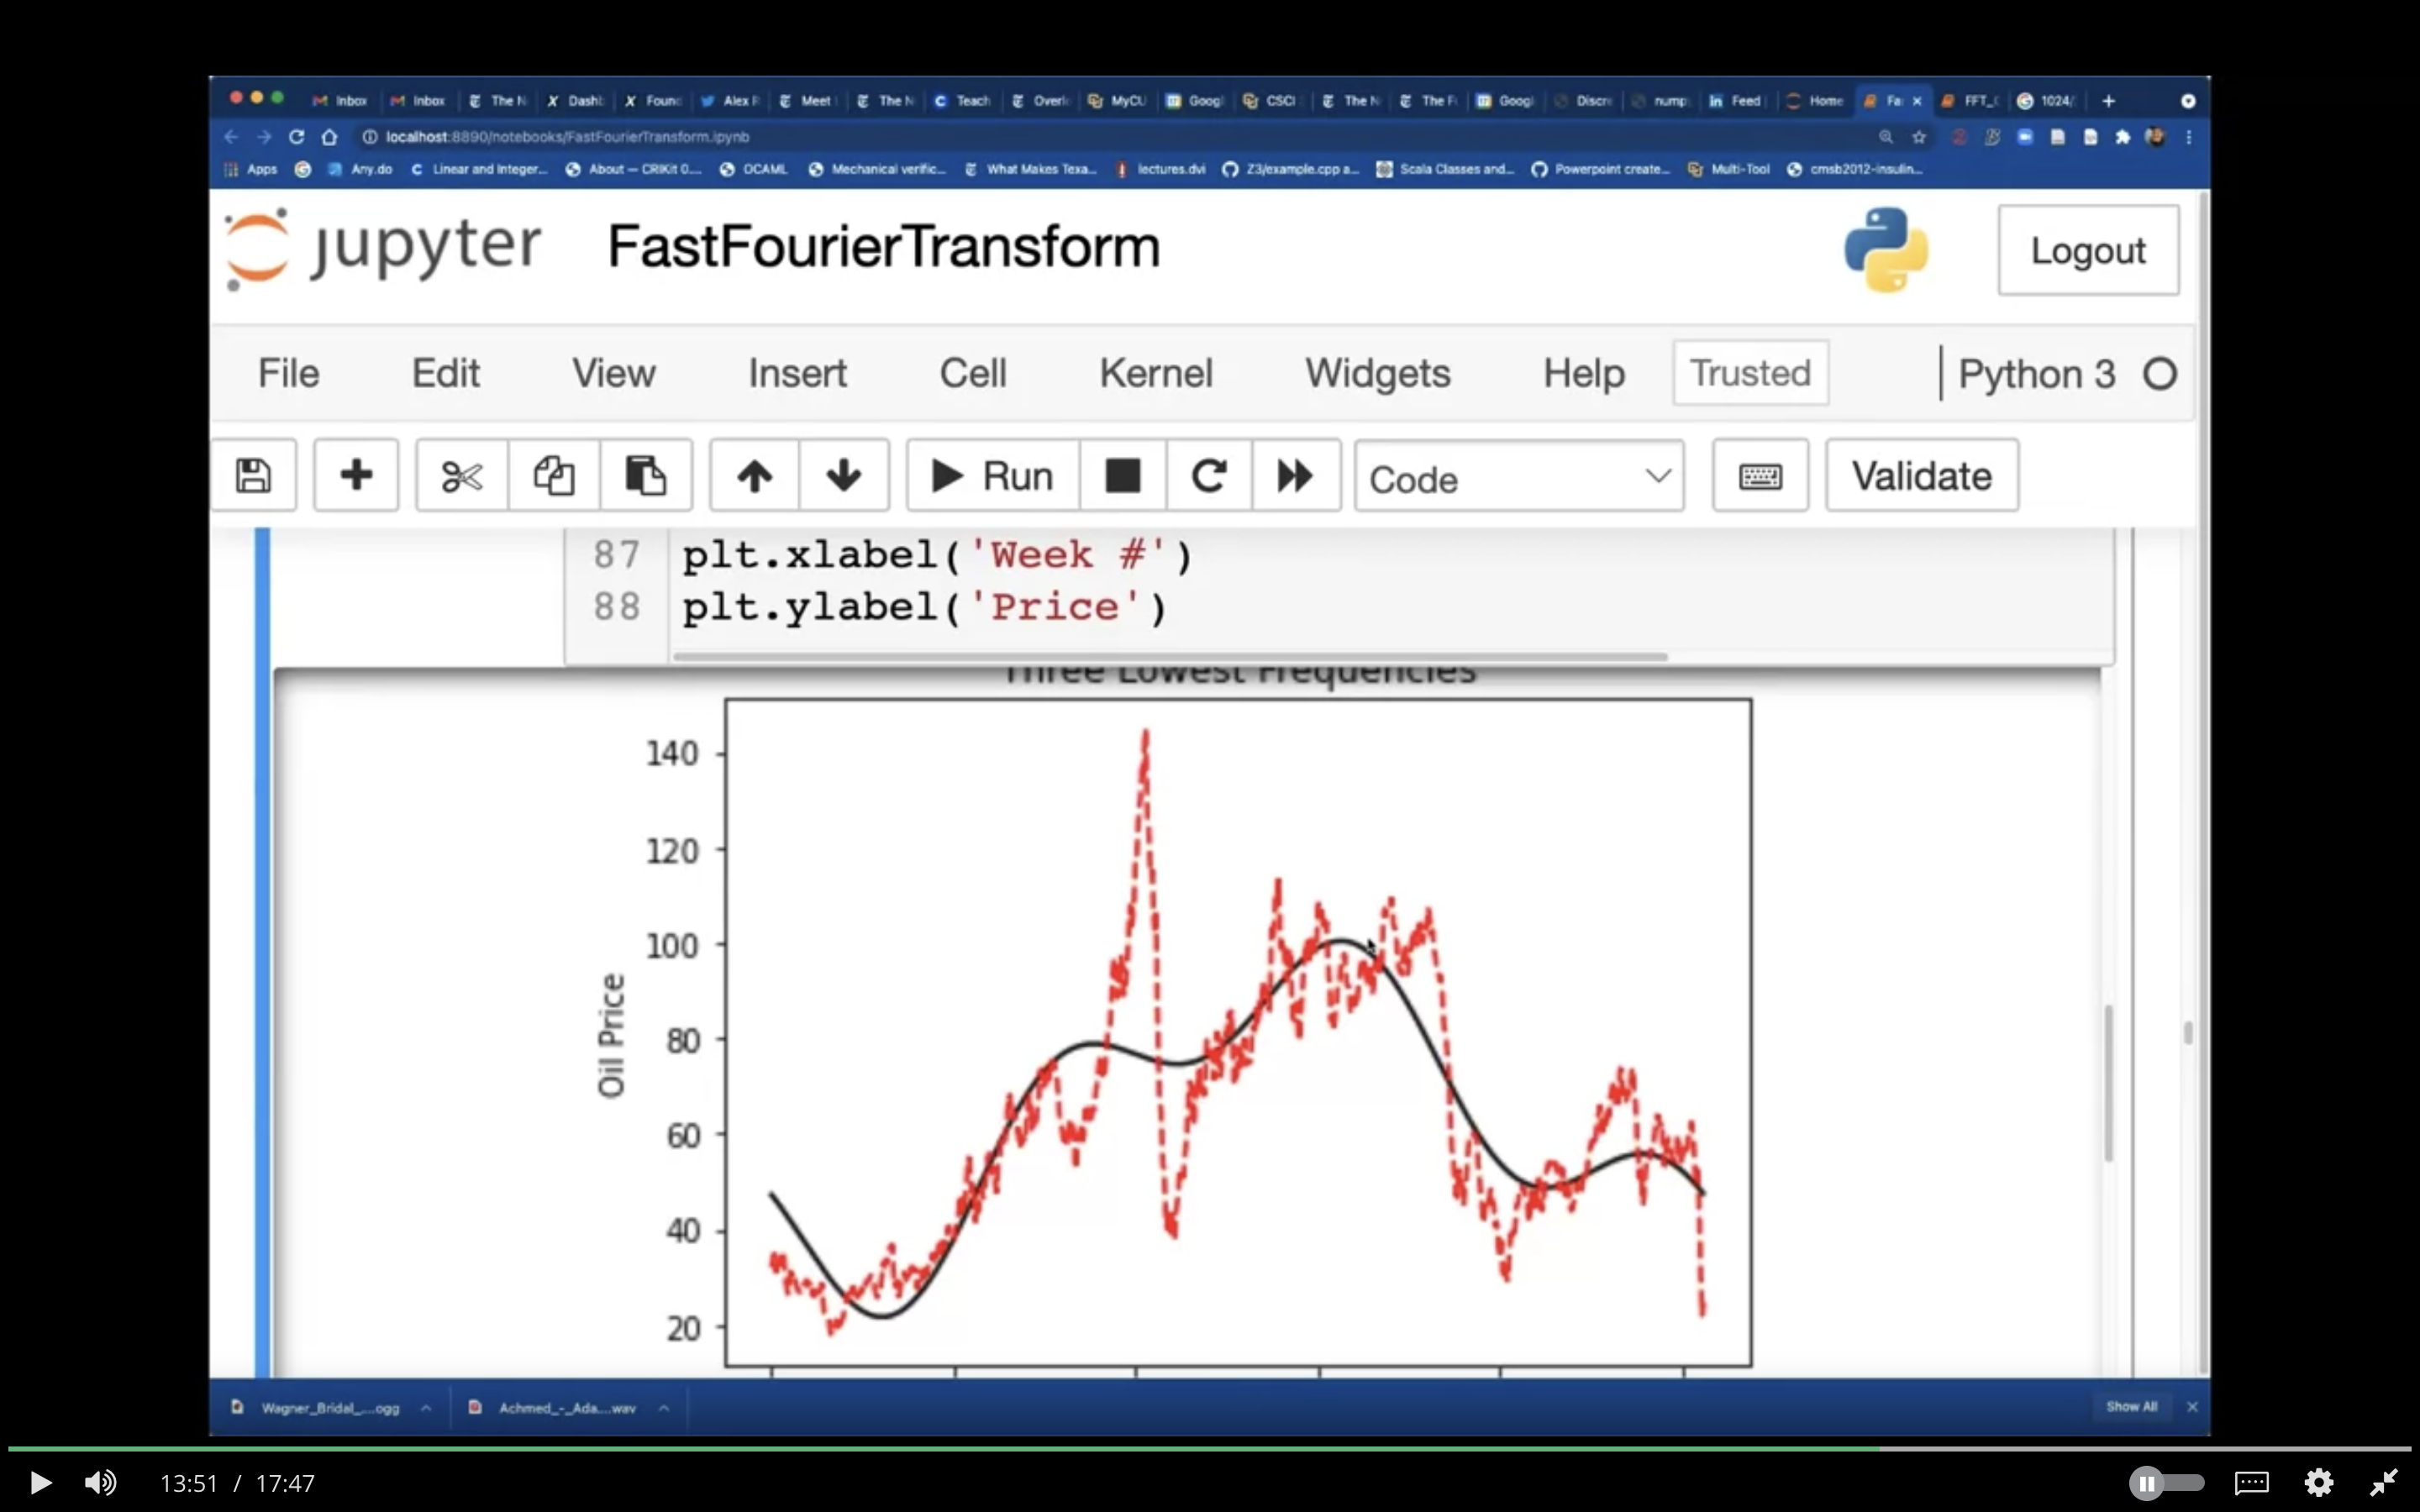 Inbox Inbox The N Dashb Found Alex R Meet The N Teach Overl MyCU Googl CSCI The N The F Googl Discre nump Feed Home Fa FFT_ 1024/
localhost:8890/notebooks/FastFourierTransform.ipynb
Apps Any.do Linear and Integer... About — CRIKit 0.... OCAML Mechanical verific... What Makes Texa... lectures.dvi Z3/example.cpp a... Scala Classes and... Powerpoint create... Multi-Tool cmsb2012-insulin...
jupyter FastFourierTransform Logout
File Edit View Insert Cell Kernel Widgets Help Trusted Python 3
Run Code Validate
87 plt.xlabel('Week #')
88 plt.ylabel('Price')
Three Lowest Frequencies
140
120
100
80
60
40
20
Oil Price
Wagner_Bridal_....ogg Achmed_-_Ada....wav Show All
13:51 / 17:47